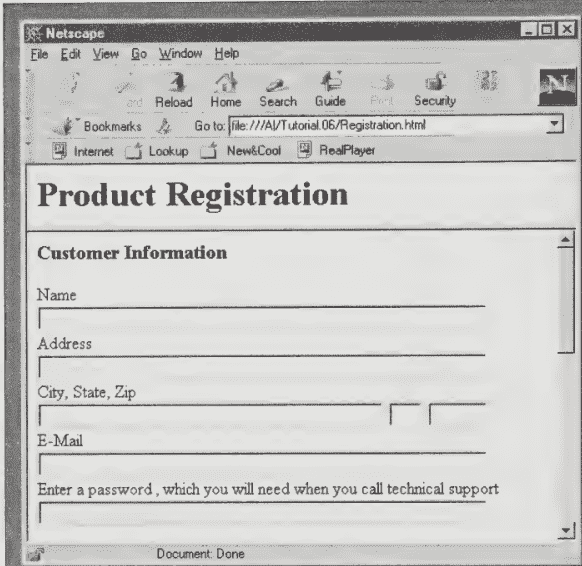 Netscape
File Edit View Go Window Help
Reload Home Search Guide Print Security
N
Bookmarks Go to: file:///A|/Tutorial.06/Registration.html
Internet Lookup New&Cool RealPlayer
Product Registration
Customer Information
Name
Address
City, State, Zip
E-Mail
Enter a password , which you will need when you call technical support
Document: Done